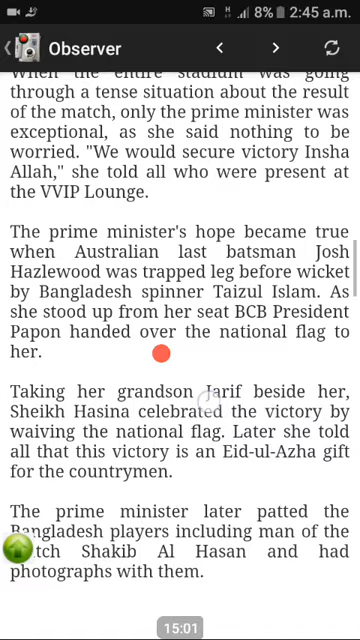 H
8% 2:45 a.m.
Observer
When the entire stadium was going
through a tense situation about the result
of the match, only the prime minister was
exceptional, as she said nothing to be
worried. "We would secure victory Insha
Allah," she told all who were present at
the VVIP Lounge.
The prime minister's hope became true
when Australian last batsman Josh
Hazlewood was trapped leg before wicket
by Bangladesh spinner Taizul Islam. As
she stood up from her seat BCB President
Papon handed over the national flag to
her.
Taking her grandson Jarif beside her,
Sheikh Hasina celebrated the victory by
waiving the national flag. Later she told
all that this victory is an Eid-ul-Azha gift
for the countrymen.
The prime minister later patted the
Bangladesh players including man of the
tch Shakib Al Hasan and had
photographs with them.
15:01